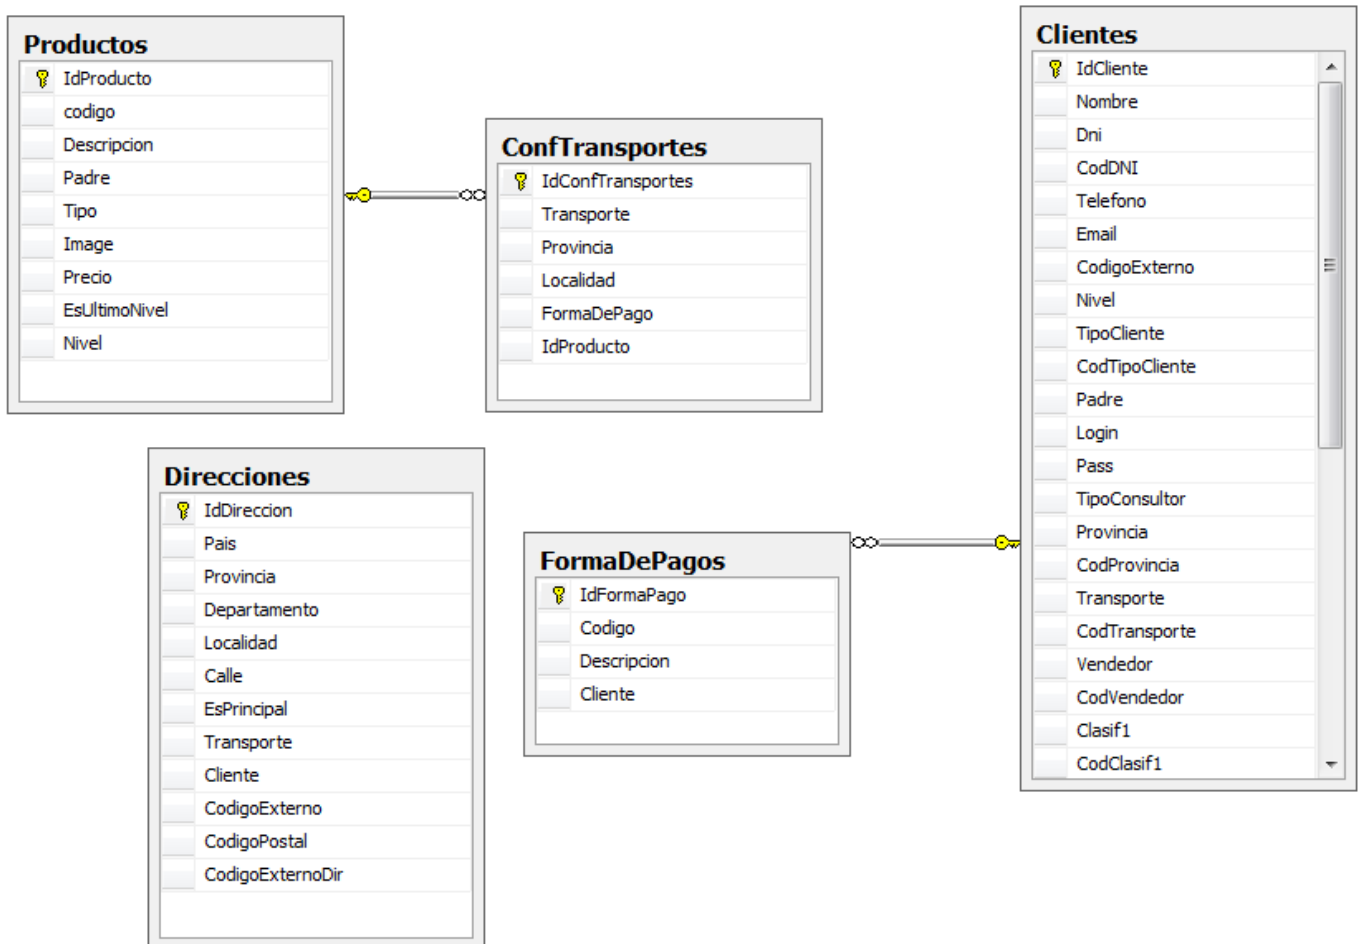 Productos
IdProducto
codigo
Descripcion
Padre
Tipo
Image
Precio
EsUltimoNivel
Nivel
ConfTransportes
IdConfTransportes
Transporte
Provincia
Localidad
FormaDePago
IdProducto
Clientes
IdCliente
Nombre
Dni
CodDNI
Telefono
Email
CodigoExterno
Nivel
TipoCliente
CodTipoCliente
Padre
Login
Pass
TipoConsultor
Provincia
CodProvincia
Transporte
CodTransporte
Vendedor
CodVendedor
Clasif1
CodClasif1
Direcciones
IdDireccion
Pais
Provincia
Departamento
Localidad
Calle
EsPrincipal
Transporte
Cliente
CodigoExterno
CodigoPostal
CodigoExternoDir
FormaDePagos
IdFormaPago
Codigo
Descripcion
Cliente